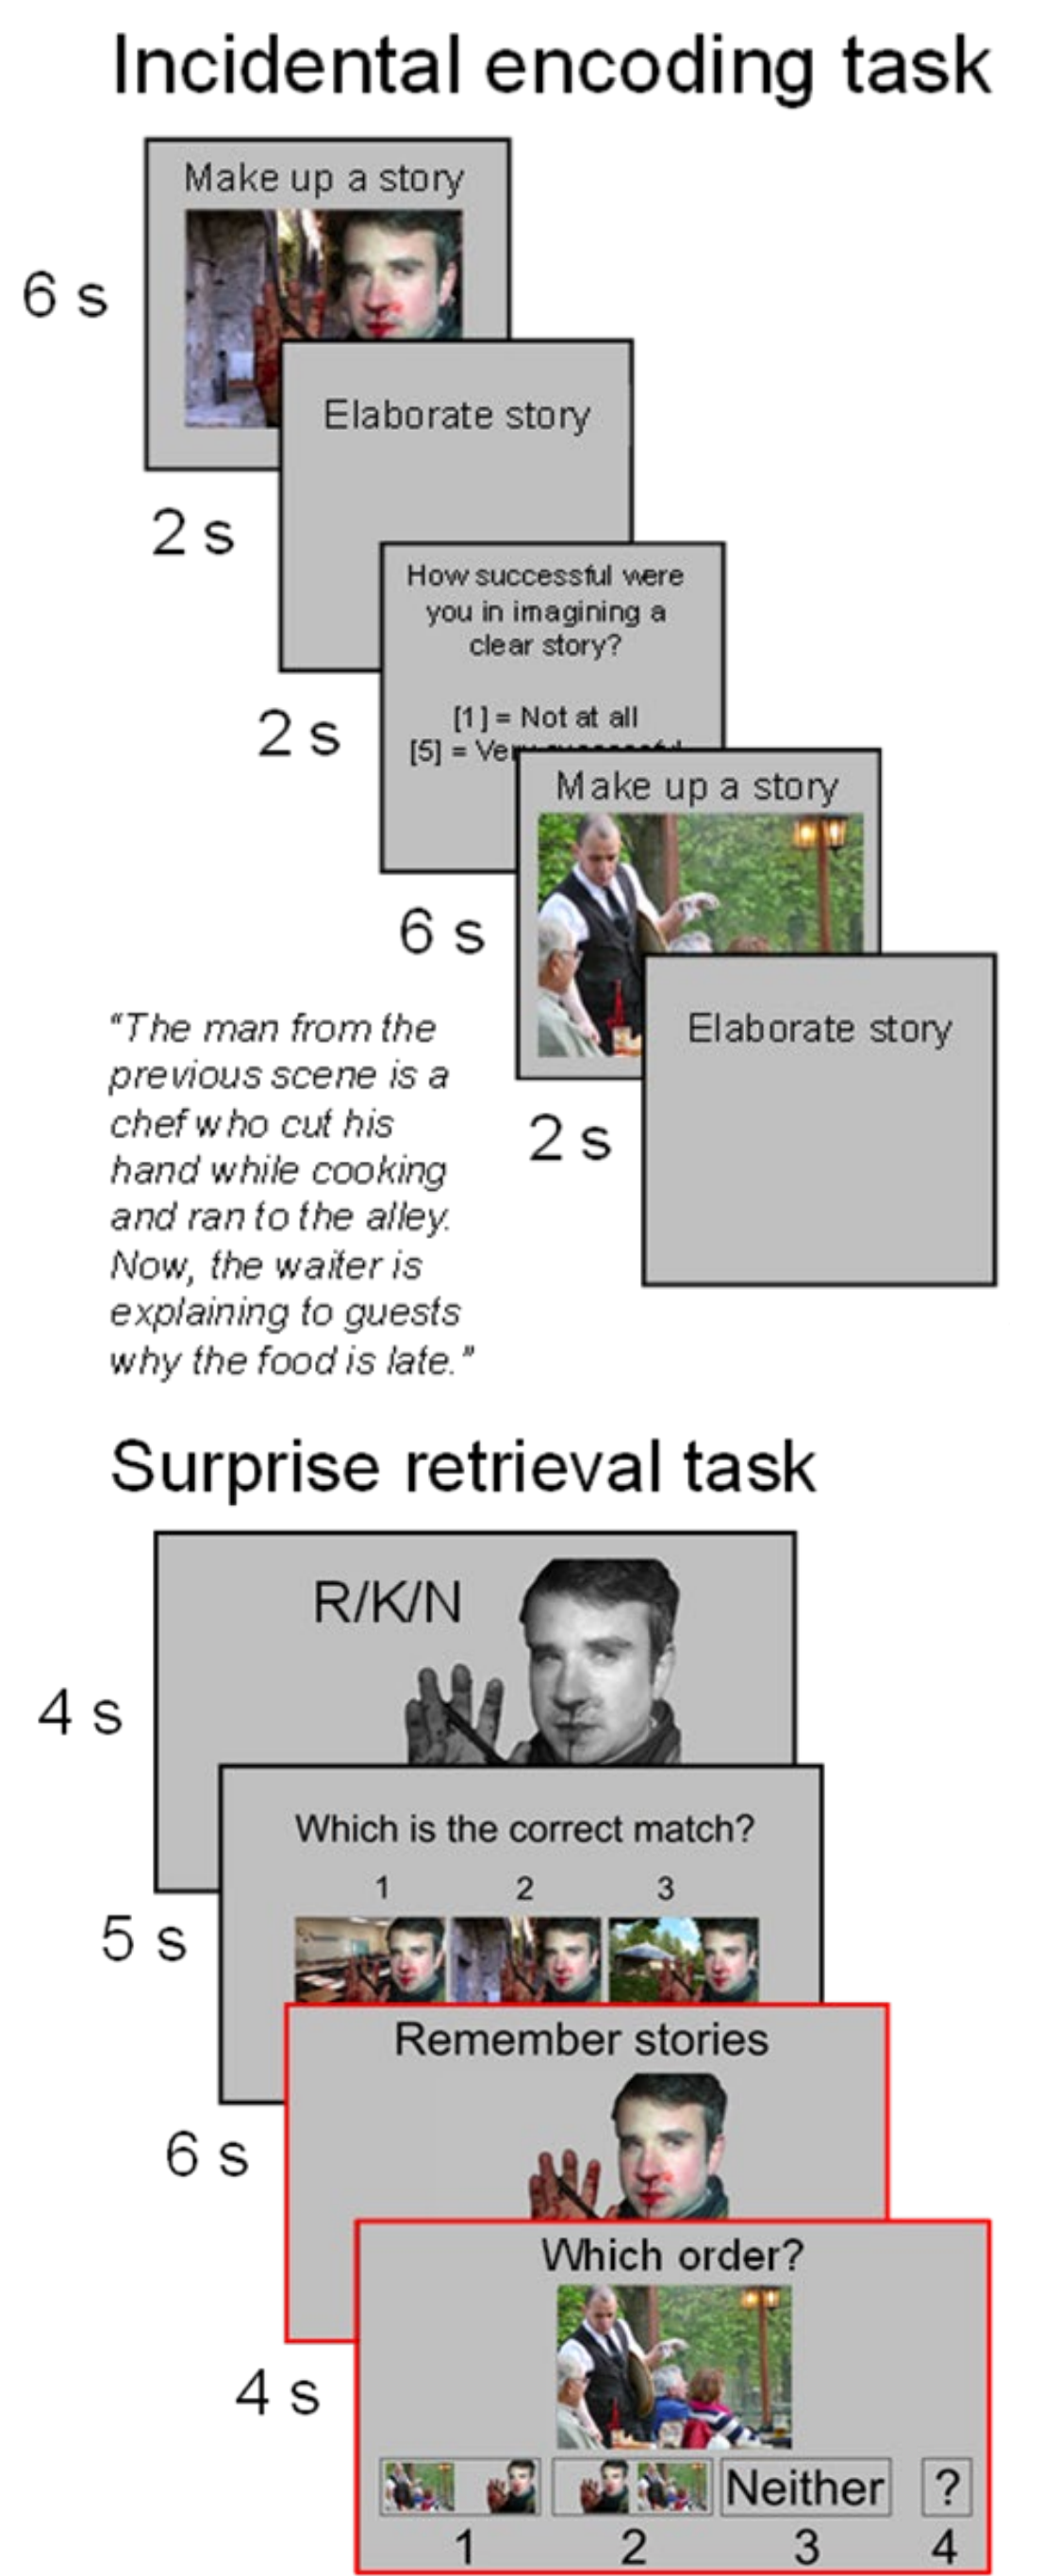 Incidental encoding task
Make up a story
6 s
Elaborate story
2 s
How successful were
you in imagining a
clear story?
[1] = Not at all
[5] = Very successful
2 s
Make up a story
6 s
Elaborate story
2 s
“The man from the
previous scene is a
chef who cut his
hand while cooking
and ran to the alley.
Now, the waiter is
explaining to guests
why the food is late.”
Surprise retrieval task
R/K/N
4 s
Which is the correct match?
1 2 3
5 s
Remember stories
6 s
Which order?
4 s
Neither ?
1 2 3 4